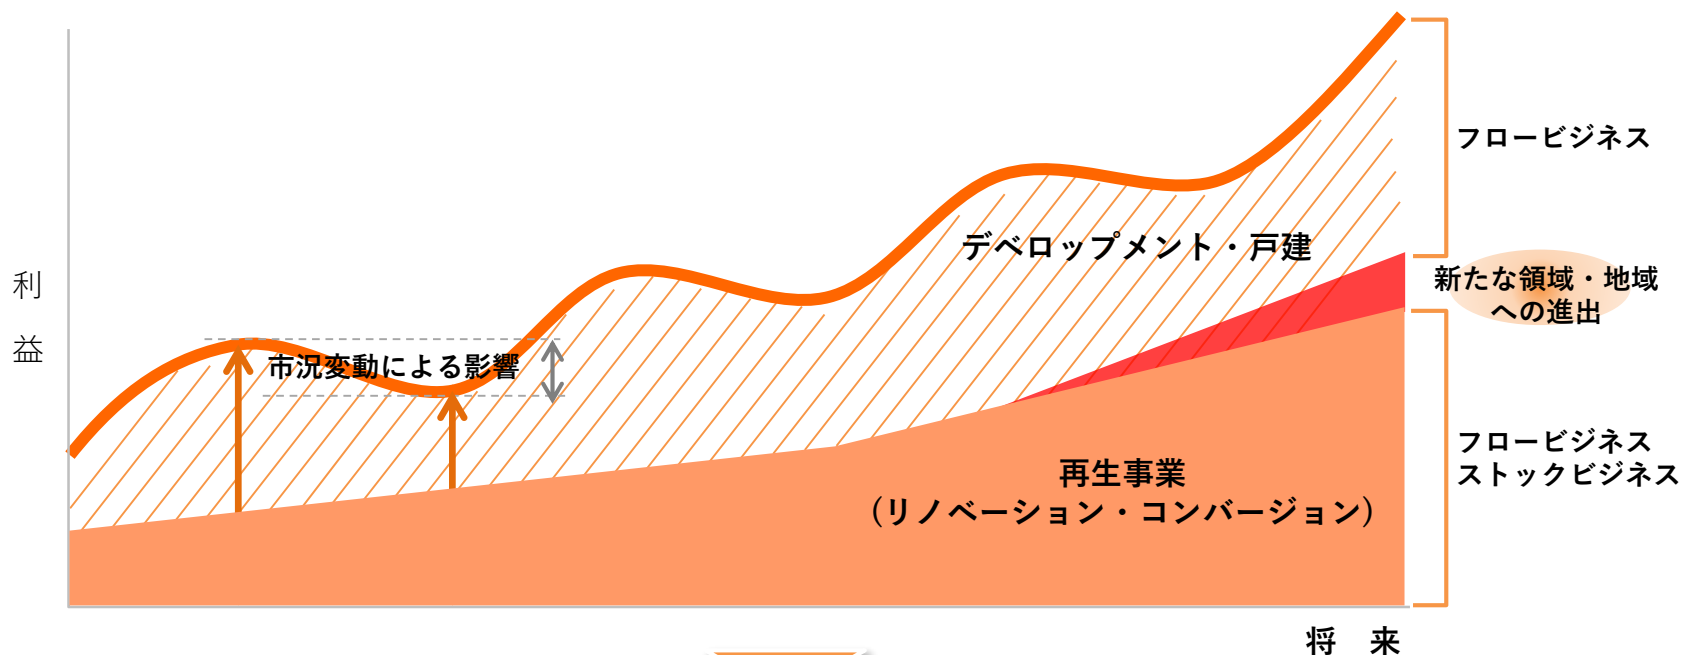 フロービジネス
デベロップメント・戸建
新たな領域・地域
への進出
利
益
市況変動による影響
フロービジネス
ストックビジネス
再生事業
(リノベーション・コンバージョン)
将 来